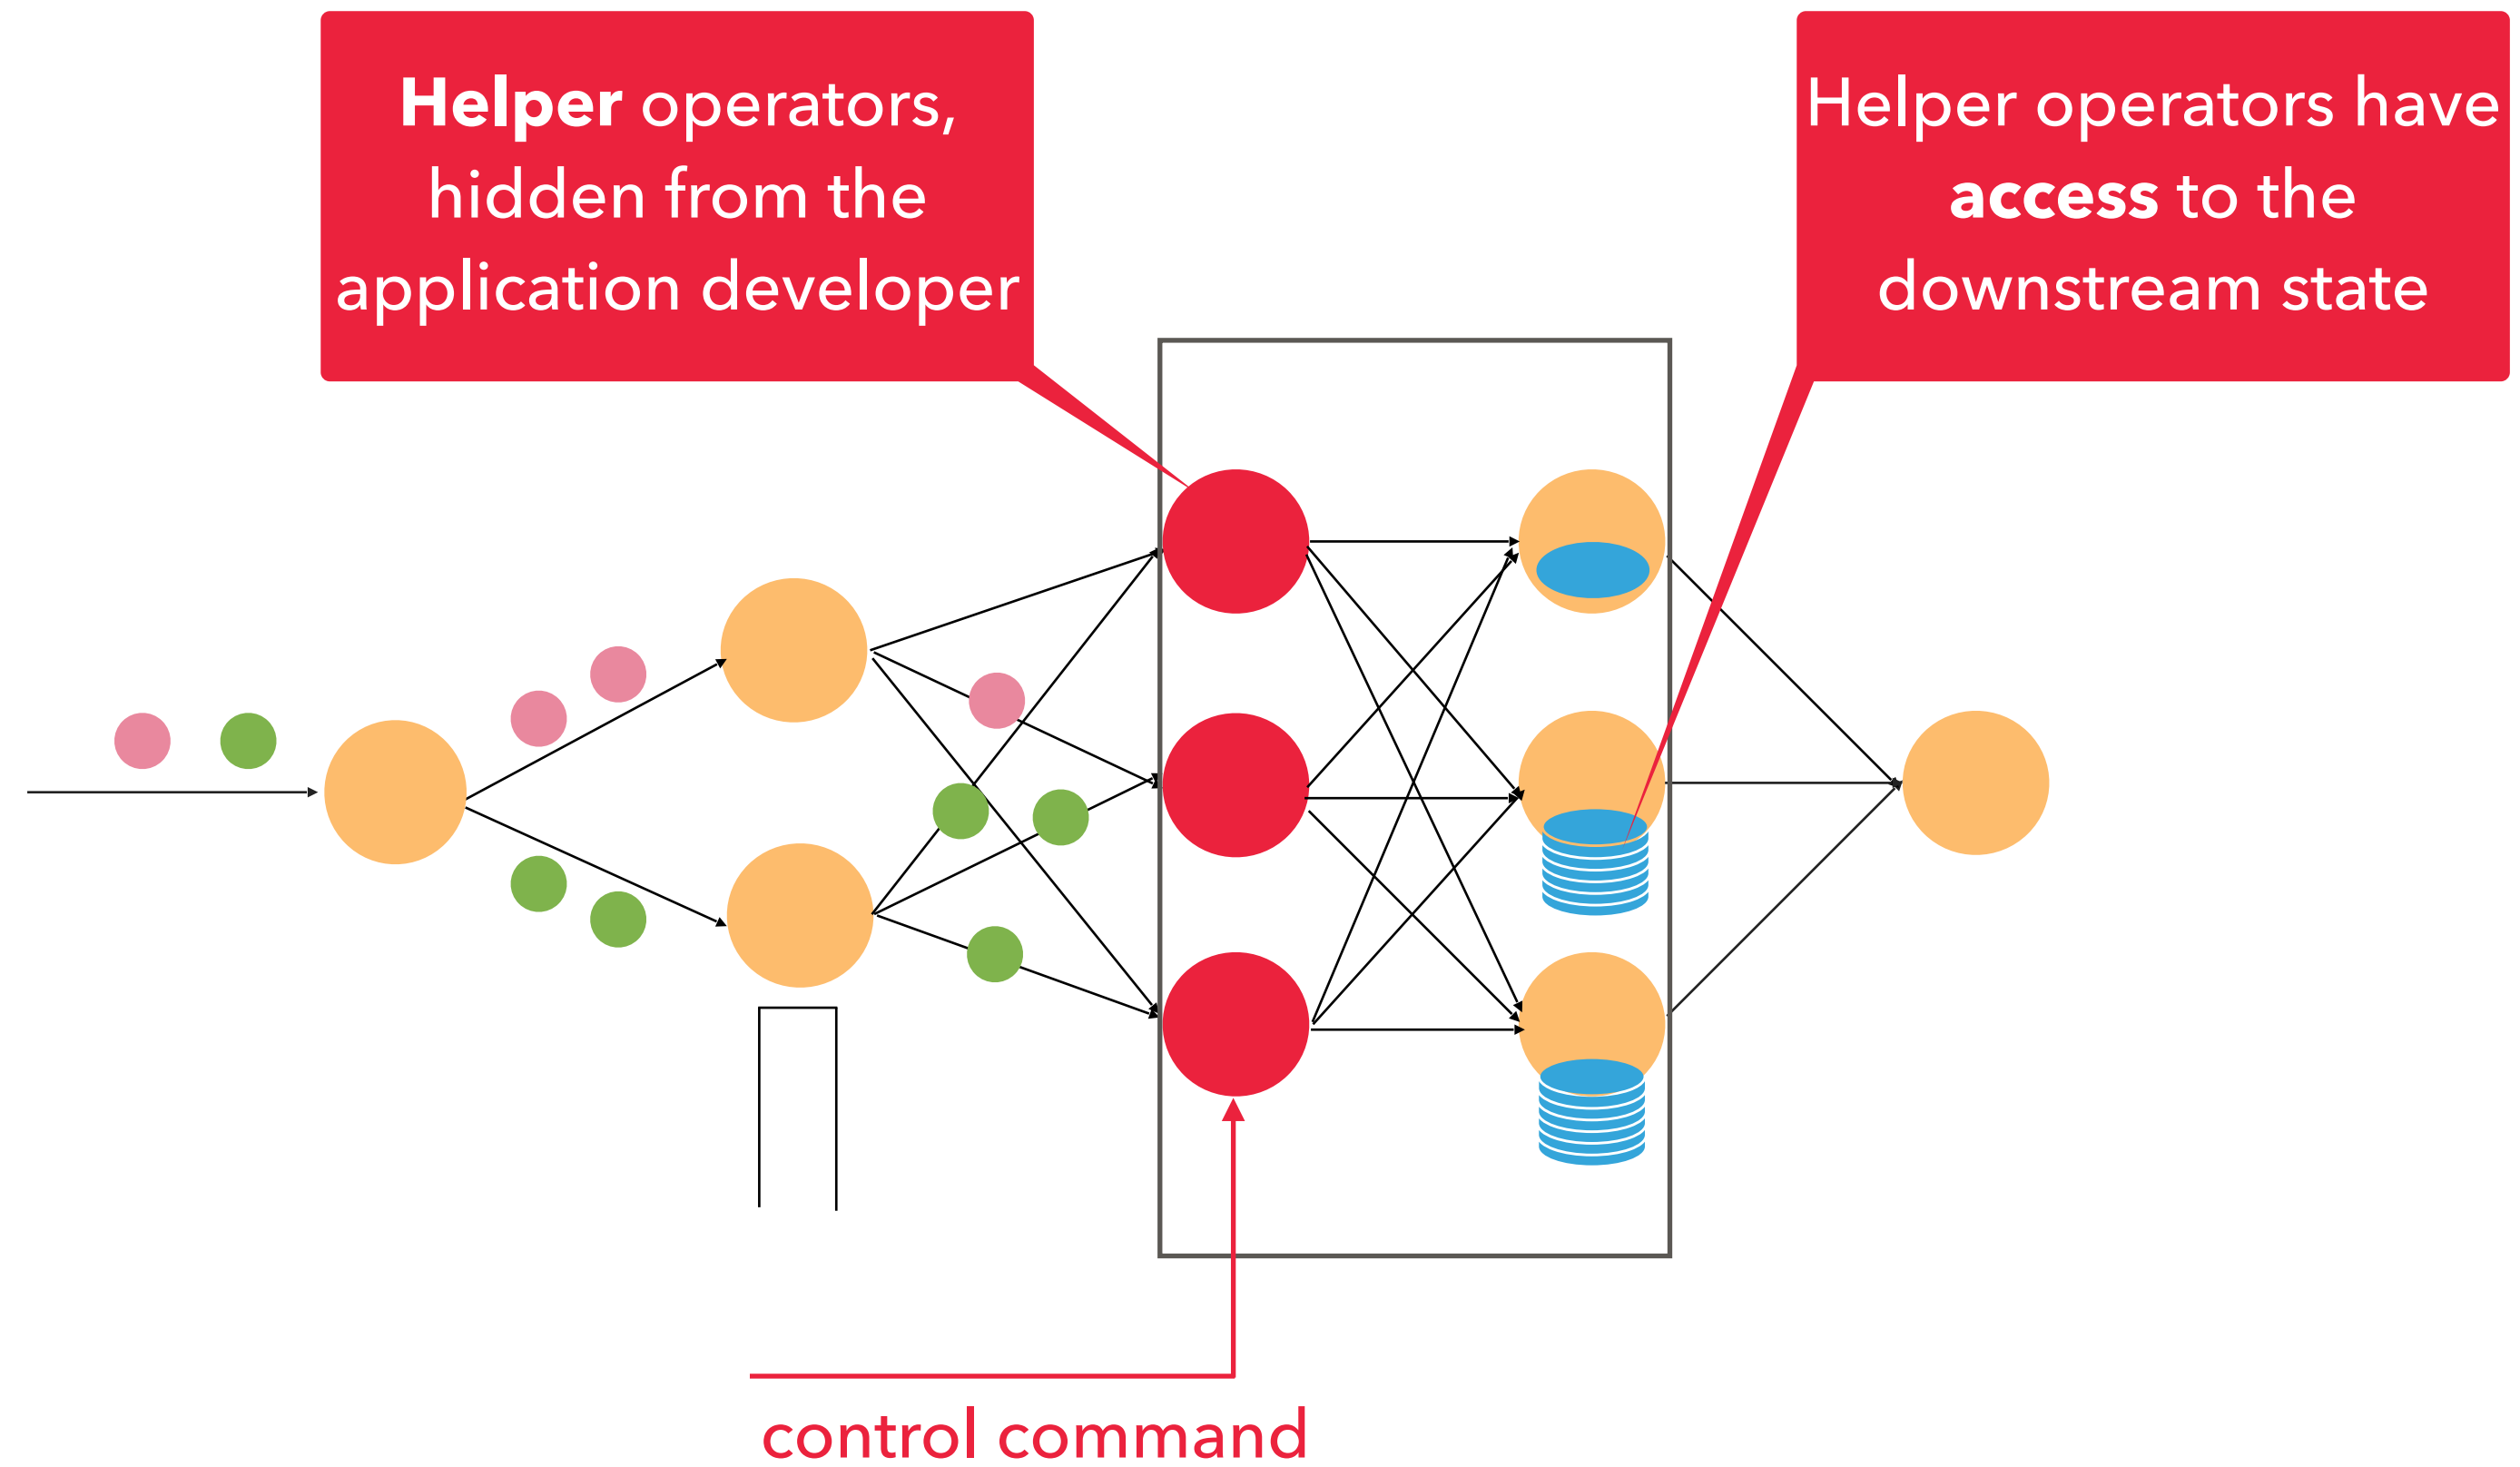 Helper operators,
hidden from the
application developer
Helper operators have
access to the
downstream state
control command